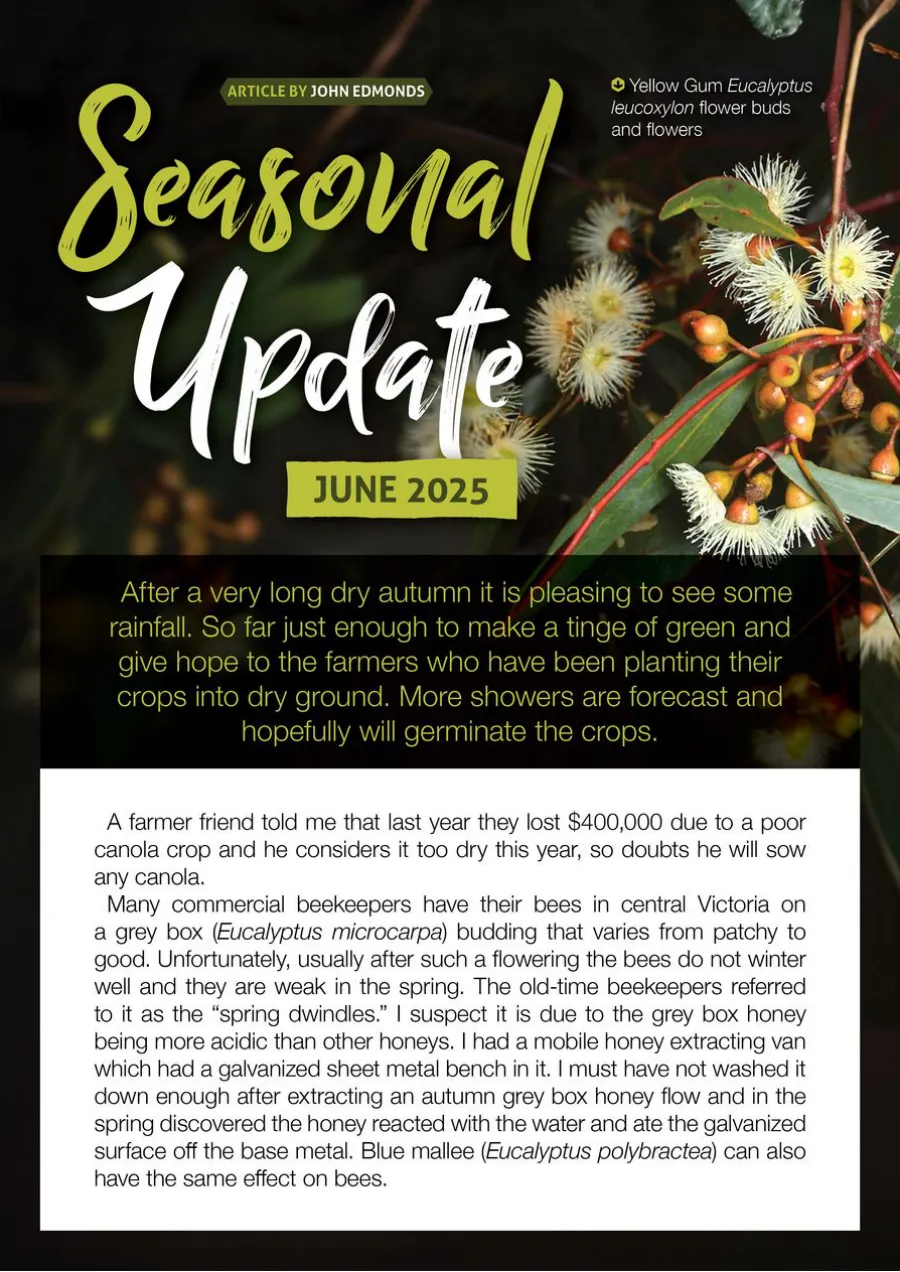 ARTICLE BY JOHN EDMONDS
Seasonal
Update
JUNE 2025
Yellow Gum Eucalyptus
leucoxylon flower buds
and flowers
After a very long dry autumn it is pleasing to see some
rainfall. So far just enough to make a tinge of green and
give hope to the farmers who have been planting their
crops into dry ground. More showers are forecast and
hopefully will germinate the crops.
A farmer friend told me that last year they lost $400,000 due to a poor
canola crop and he considers it too dry this year, so doubts he will sow
any canola.
Many commercial beekeepers have their bees in central Victoria on
a grey box (Eucalyptus microcarpa) budding that varies from patchy to
good. Unfortunately, usually after such a flowering the bees do not winter
well and they are weak in the spring. The old-time beekeepers referred
to it as the “spring dwindles.” I suspect it is due to the grey box honey
being more acidic than other honeys. I had a mobile honey extracting van
which had a galvanized sheet metal bench in it. I must have not washed it
down enough after extracting an autumn grey box honey flow and in the
spring discovered the honey reacted with the water and ate the galvanized
surface off the base metal. Blue mallee (Eucalyptus polybractea) can also
have the same effect on bees.